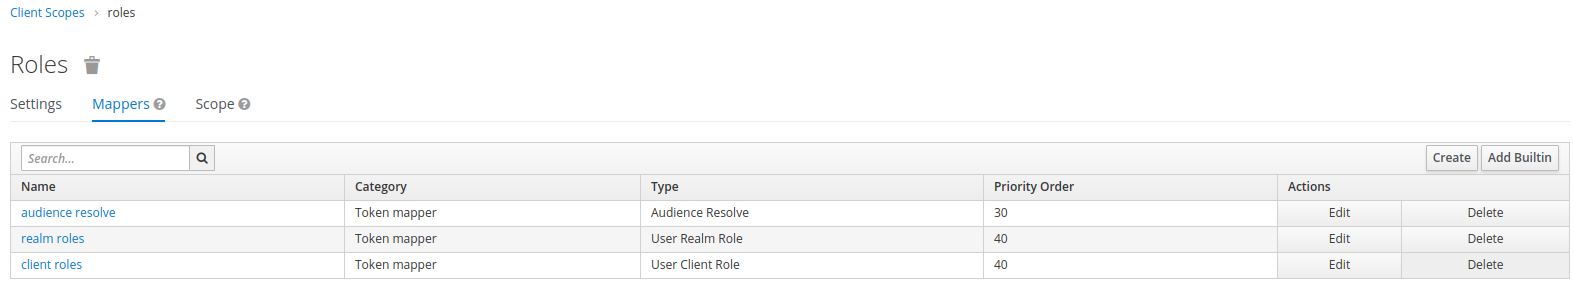 Client Scopes › roles
Roles
Settings Mappers ? Scope ?
Search... Create Add Builtin
Name Category Type Priority Order Actions
audience resolve Token mapper Audience Resolve 30 Edit Delete
realm roles Token mapper User Realm Role 40 Edit Delete
client roles Token mapper User Client Role 40 Edit Delete